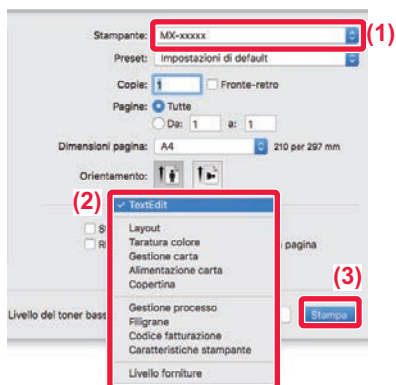 Stampante: MX-xxxxx (1)
Preset: Impostazioni di default
Copie: 1 Fronte-retro
Pagine: Tutte
Da: 1 a: 1
Dimensioni pagina: A4 210 per 297 mm
Orientamento:
(2) ✓ TextEdit
Layout
Taratura colore pagina
Gestione carta
Alimentazione carta
Copertina
(3)
Gestione processo
Livello del toner Filigrane Stampa
Codice fatturazione
Caratteristiche stampante
Livello forniture